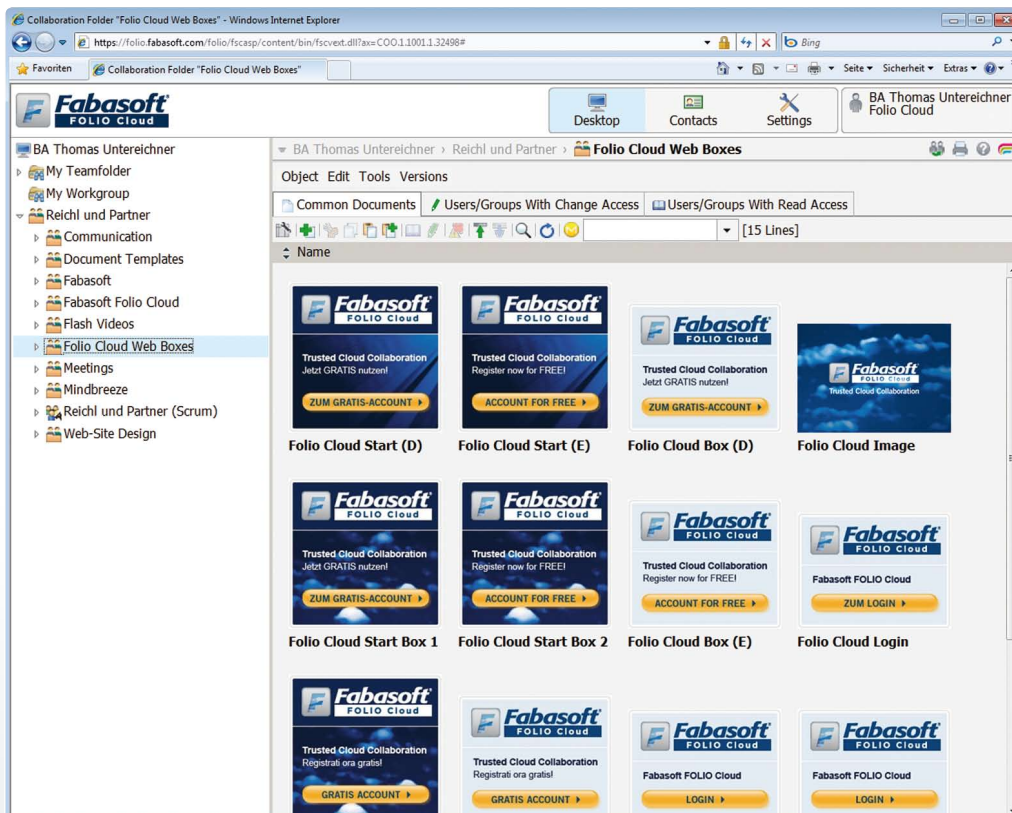 Collaboration Folder "Folio Cloud Web Boxes" - Windows Internet Explorer
https://folio.fabasoft.com/folio/fscasp/content/bin/fscvext.dll?ax=COO.1.1001.1.32498#
Bing
Favoriten
Collaboration Folder "Folio Cloud Web Boxes"
Seite
Sicherheit
Extras
Fabasoft
FOLIO Cloud
Desktop
Contacts
Settings
BA Thomas Untereichner
Folio Cloud
BA Thomas Untereichner
My Teamfolder
My Workgroup
Reichl und Partner
Communication
Document Templates
Fabasoft
Fabasoft Folio Cloud
Flash Videos
Folio Cloud Web Boxes
Meetings
Mindbreeze
Reichl und Partner (Scrum)
Web-Site Design
BA Thomas Untereichner › Reichl und Partner › Folio Cloud Web Boxes
Object Edit Tools Versions
Common Documents
Users/Groups With Change Access
Users/Groups With Read Access
[15 Lines]
Name
Fabasoft
FOLIO Cloud
Trusted Cloud Collaboration
Jetzt GRATIS nutzen!
ZUM GRATIS-ACCOUNT
Folio Cloud Start (D)
Fabasoft
FOLIO Cloud
Trusted Cloud Collaboration
Register now for FREE!
ACCOUNT FOR FREE
Folio Cloud Start (E)
Fabasoft
FOLIO Cloud
Trusted Cloud Collaboration
Jetzt GRATIS nutzen!
ZUM GRATIS-ACCOUNT
Folio Cloud Box (D)
Fabasoft
FOLIO Cloud
Trusted Cloud Collaboration
Folio Cloud Image
Fabasoft
FOLIO Cloud
Trusted Cloud Collaboration
Jetzt GRATIS nutzen!
ZUM GRATIS-ACCOUNT
Folio Cloud Start Box 1
Fabasoft
FOLIO Cloud
Trusted Cloud Collaboration
Register now for FREE!
ACCOUNT FOR FREE
Folio Cloud Start Box 2
Fabasoft
FOLIO Cloud
Trusted Cloud Collaboration
Register now for FREE!
ACCOUNT FOR FREE
Folio Cloud Box (E)
Fabasoft
FOLIO Cloud
Fabasoft FOLIO Cloud
ZUM LOGIN
Folio Cloud Login
Fabasoft
FOLIO Cloud
Trusted Cloud Collaboration
Registrati ora gratis!
GRATIS ACCOUNT
Fabasoft
FOLIO Cloud
Trusted Cloud Collaboration
Registrati ora gratis!
GRATIS ACCOUNT
Fabasoft
FOLIO Cloud
Fabasoft FOLIO Cloud
LOGIN
Fabasoft
FOLIO Cloud
Fabasoft FOLIO Cloud
LOGIN